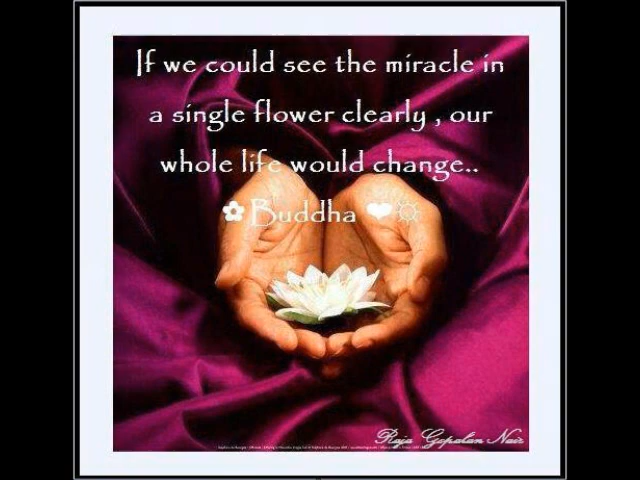 If we could see the miracle in
a single flower clearly , our
whole life would change..
✿Buddha ❤۞
Raja Gopalan Nair